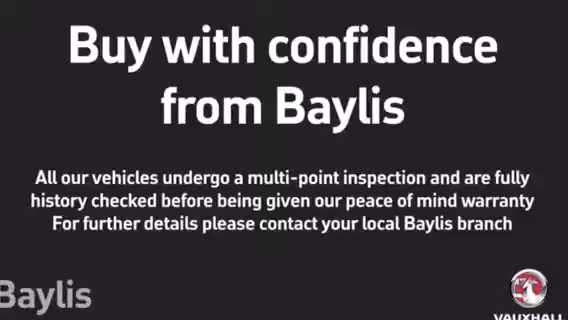 Buy with confidence
from Baylis
All our vehicles undergo a multi-point inspection and are fully
history checked before being given our peace of mind warranty
For further details please contact your local Baylis branch
Baylis
VAUXHALL